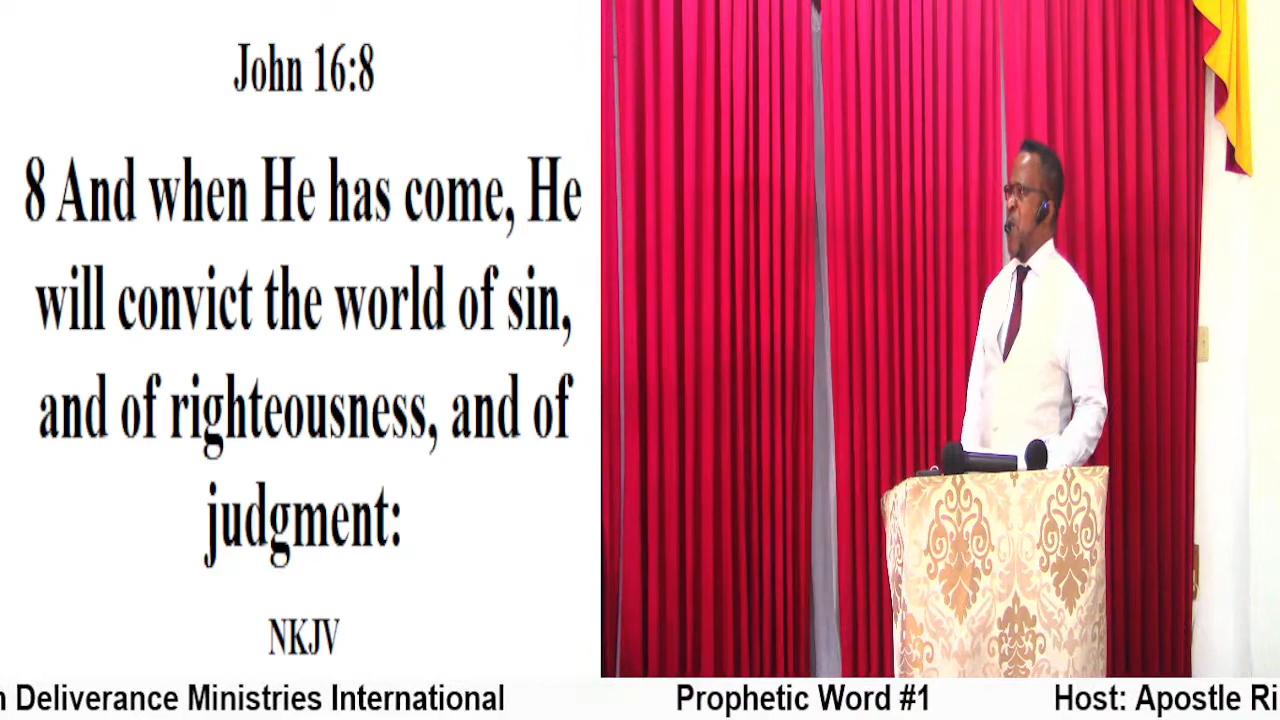 John 16:8
8 And when He has come, He
will convict the world of sin,
and of righteousness, and of
judgment:
NKJV
Deliverance Ministries International Prophetic Word #1 Host: Apostle